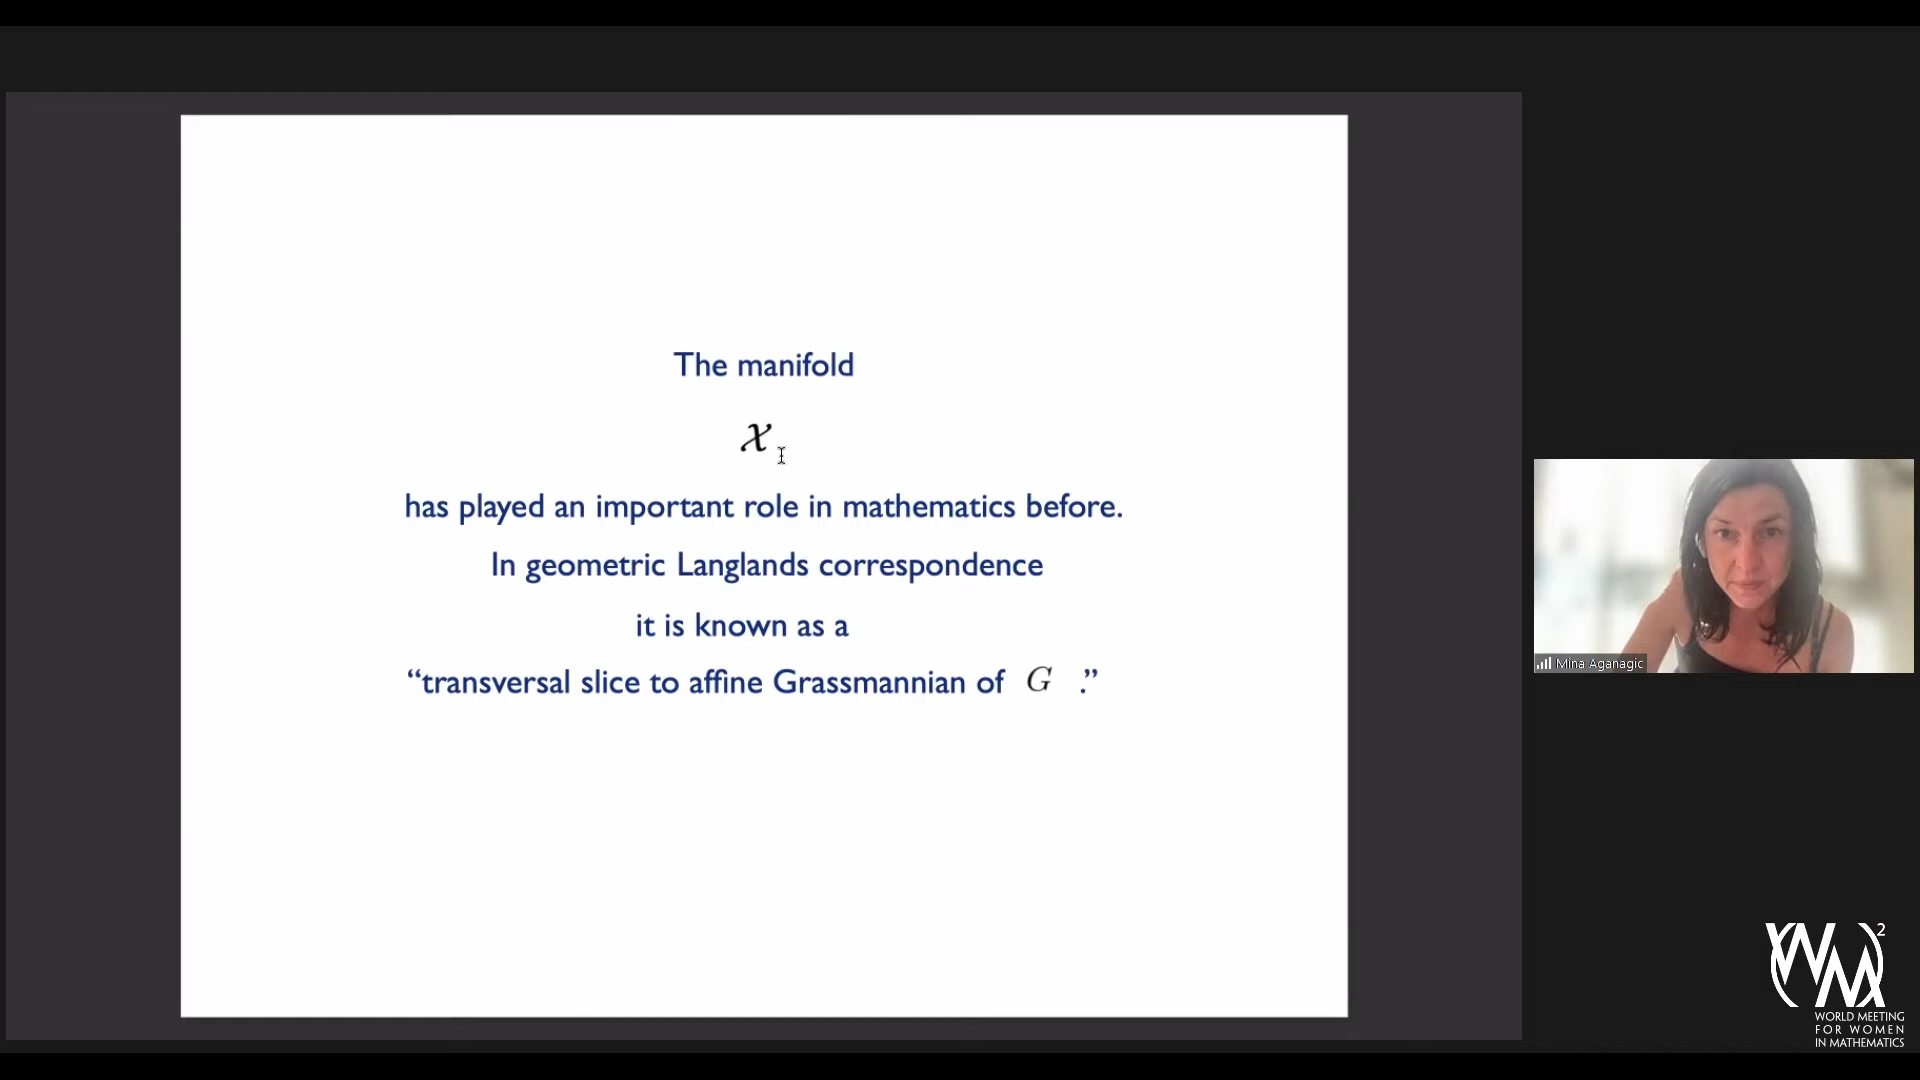 The manifold
𝒳
has played an important role in mathematics before.
In geometric Langlands correspondence
it is known as a
“transversal slice to affine Grassmannian of G .”
Mina Aganagic
WM)²
WORLD MEETING
FOR WOMEN
IN MATHEMATICS